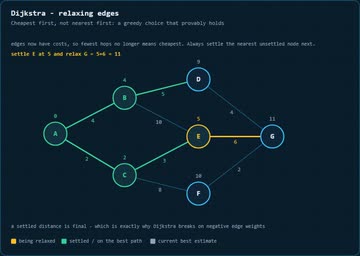 Dijkstra - relaxing edges
Cheapest first, not nearest first: a greedy choice that provably holds
edges now have costs, so fewest hops no longer means cheapest. Always settle the nearest unsettled node next.
settle E at 5 and relax G = 5+6 = 11
9
D
4
B
5
4
10
0
A
5
E
11
G
6
2
2
C
3
2
10
F
8
a settled distance is final - which is exactly why Dijkstra breaks on negative edge weights
being relaxed
settled / on the best path
current best estimate